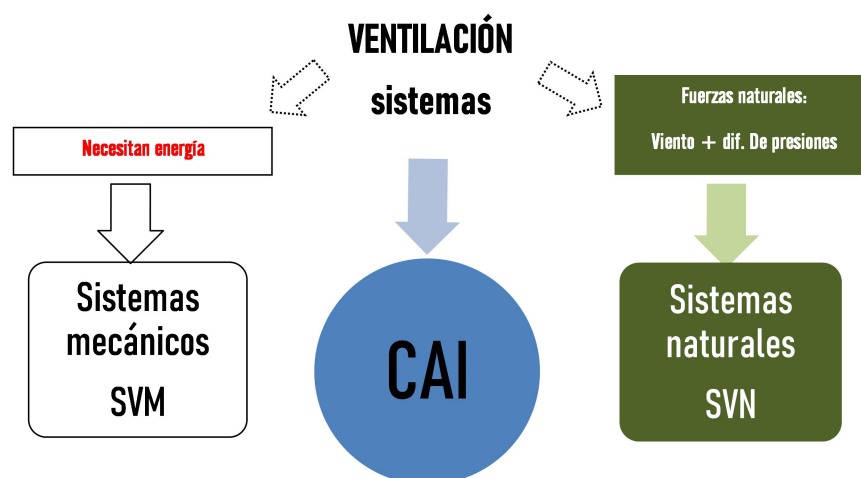 VENTILACIÓN
sistemas
Necesitan energía
Fuerzas naturales:
Viento + dif. De presiones
Sistemas
mecánicos
SVM
CAI
Sistemas
naturales
SVN